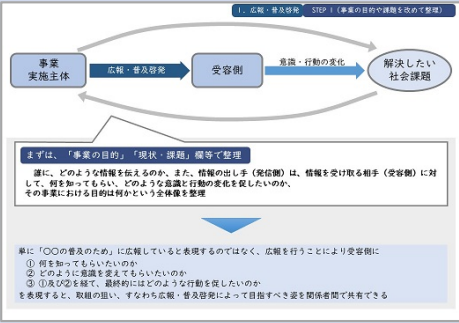 1．広報・普及啓発 STEP 1（事業の目的や課題を改めて整理）
事業
実施主体
広報・普及啓発
受容側
意識・行動の変化
解決したい
社会課題
まずは、「事業の目的」「現状・課題」欄等で整理
誰に、どのような情報を伝えるのか、また、情報の出し手（発信側）は、情報を受け取る相手（受容側）に対
して、何を知ってもらい、どのような意識と行動の変化を促したいのか、
その事業における目的は何かという全体像を整理
単に「〇〇の普及のため」に広報していると表現するのではなく、広報を行うことにより受容側に
① 何を知ってもらいたいのか
② どのように意識を変えてもらいたいのか
③ ①及び②を経て、最終的にはどのような行動を促したいのか
を表現すると、取組の狙い、すなわち広報・普及啓発によって目指すべき姿を関係者間で共有できる